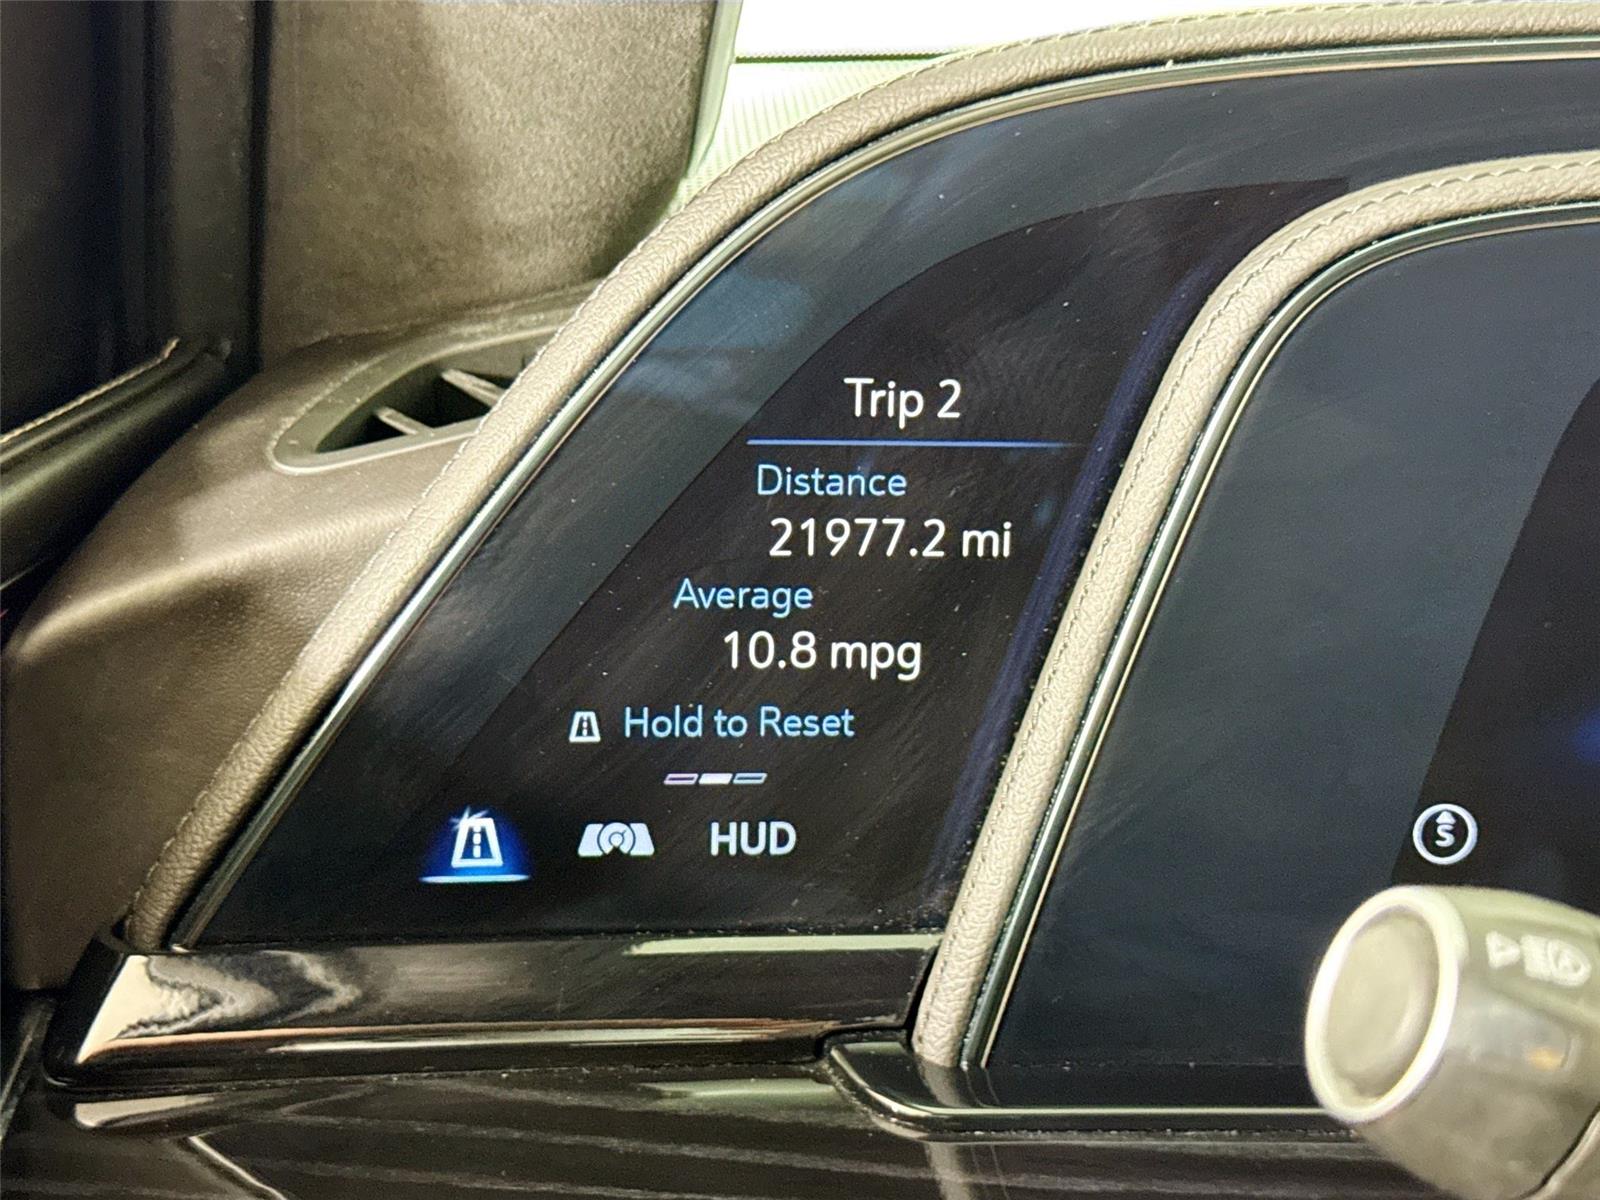 Trip 2
Distance
21977.2 mi
Average
10.8 mpg
Hold to Reset
HUD
S